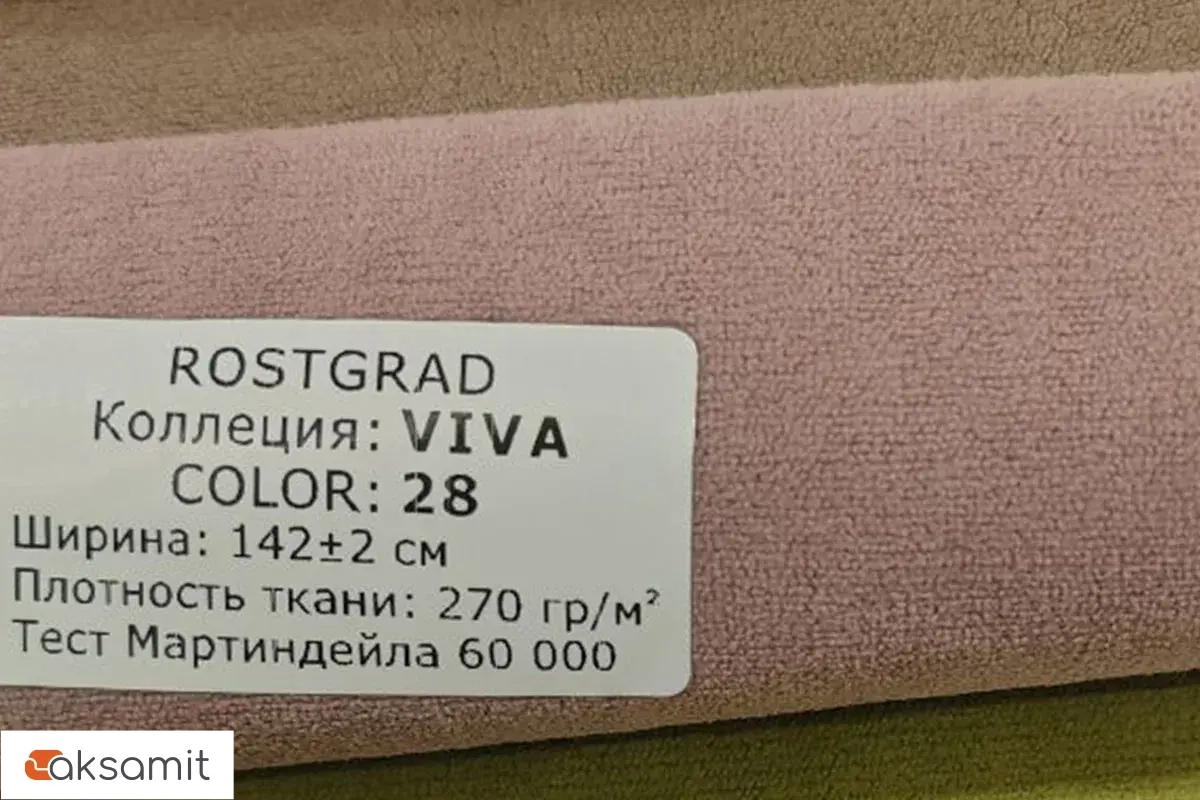 ROSTGRAD
Коллеция: VIVA
COLOR: 28
Ширина: 142±2 см
Плотность ткани: 270 гр/м²
Тест Мартиндейла 60 000
aksamit